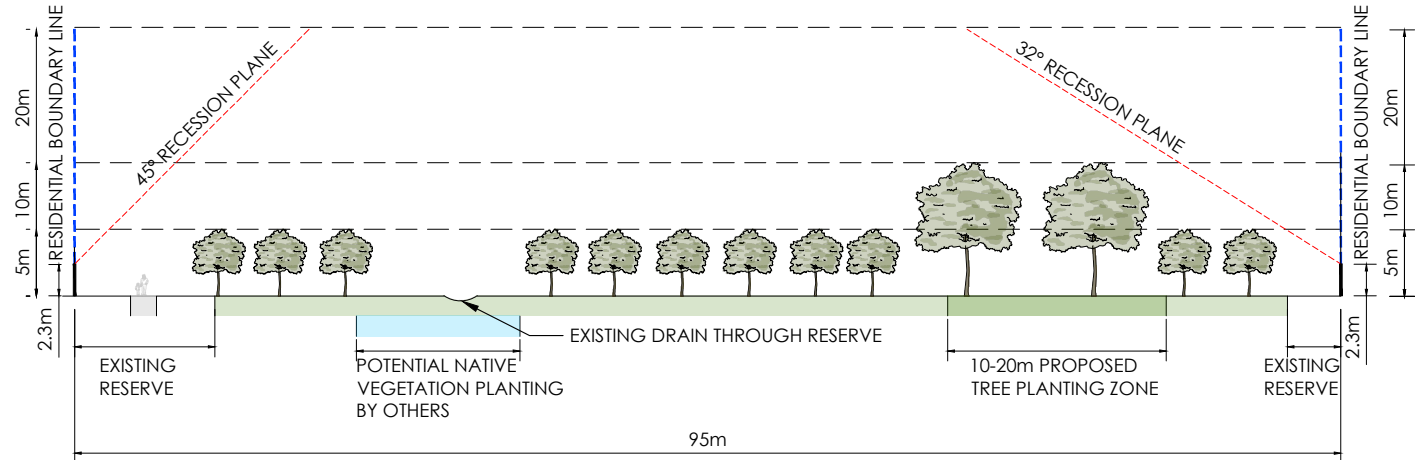 RESIDENTIAL BOUNDARY LINE
20m
10m
5m
2.3m
45° RECESSION PLANE
32° RECESSION PLANE
RESIDENTIAL BOUNDARY LINE
20m
10m
5m
2.3m
EXISTING DRAIN THROUGH RESERVE
EXISTING
RESERVE
POTENTIAL NATIVE
VEGETATION PLANTING
BY OTHERS
10-20m PROPOSED
TREE PLANTING ZONE
EXISTING
RESERVE
95m